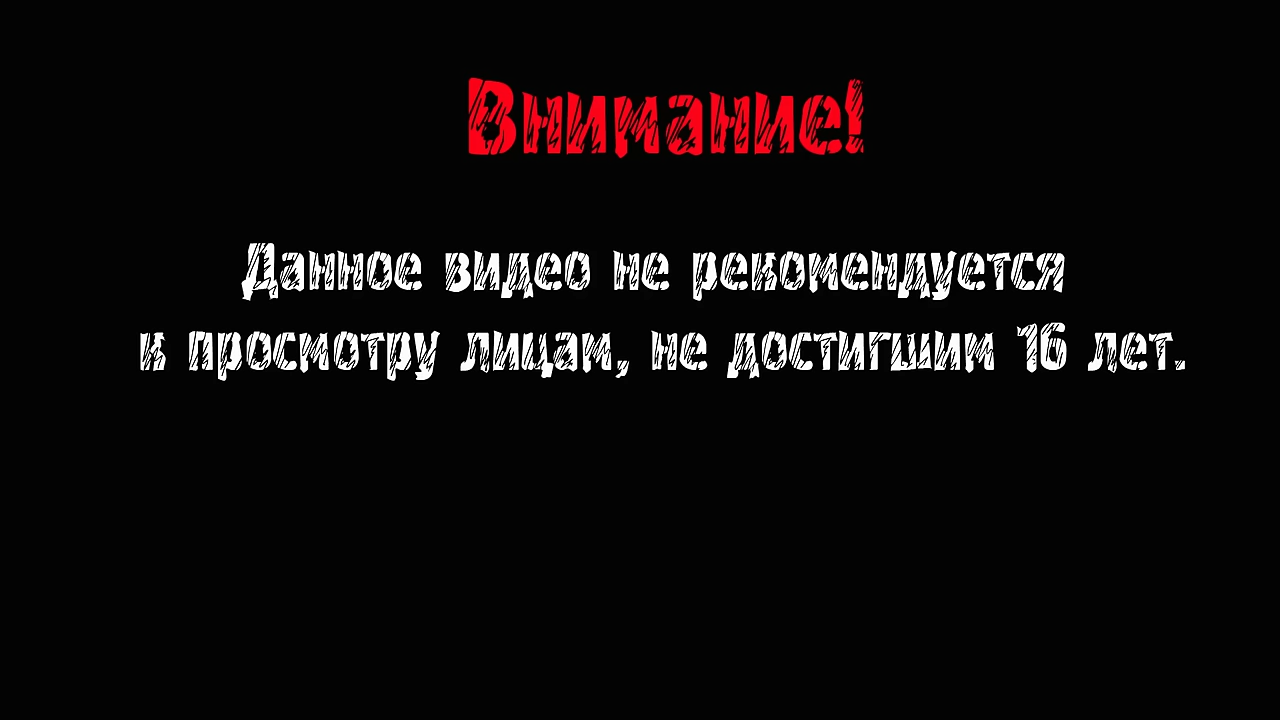 Внимание!
Данное видео не рекомендуется
к просмотру лицам, не достигшим 16 лет.